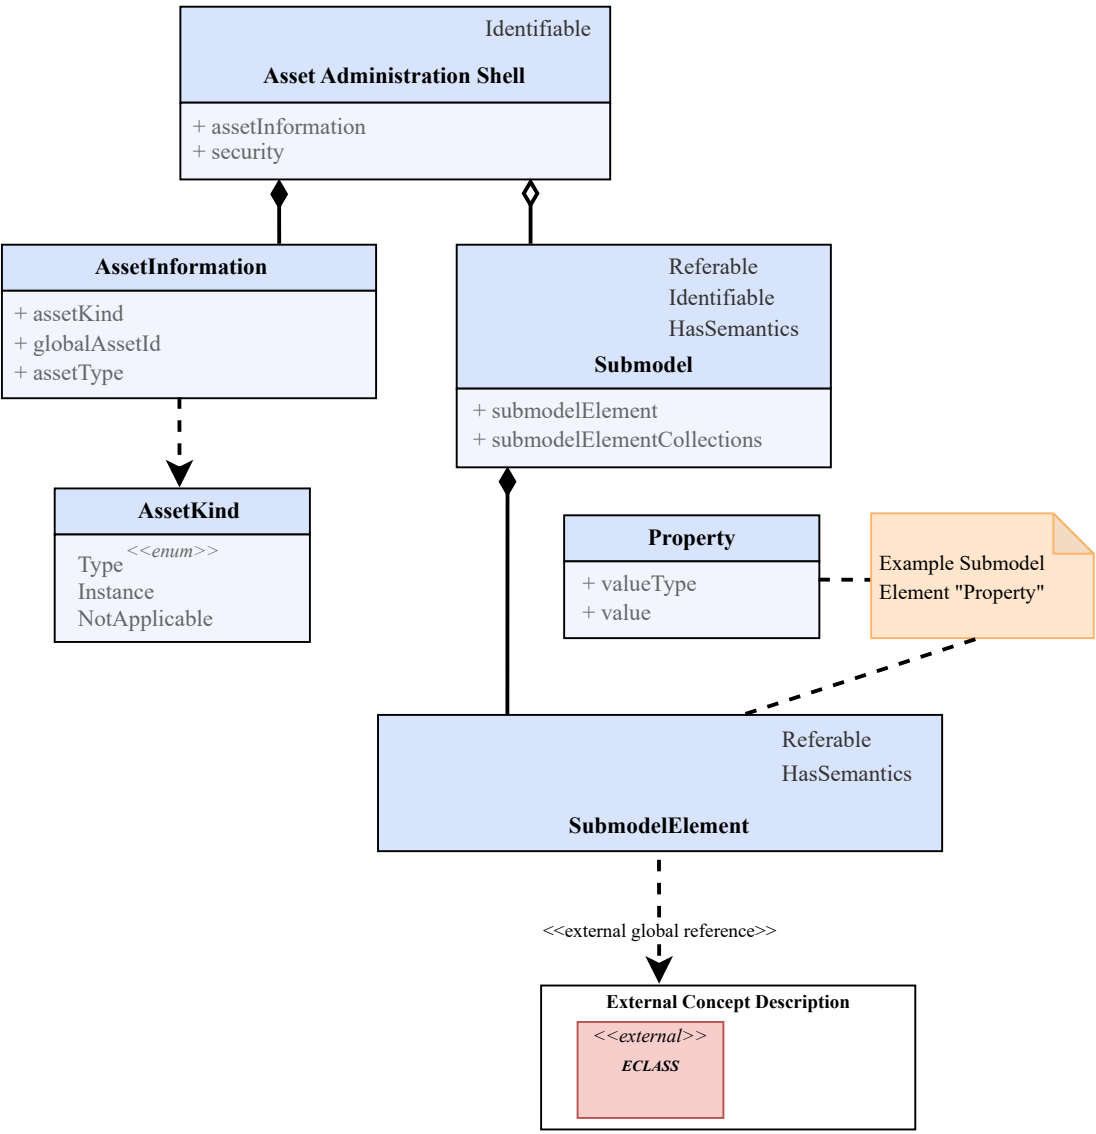 Identifiable
Asset Administration Shell
+ assetInformation
+ security
AssetInformation
+ assetKind
+ globalAssetId
+ assetType
Referable
Identifiable
HasSemantics
Submodel
+ submodelElement
+ submodelElementCollections
AssetKind
<<enum>>
Type
Instance
NotApplicable
Property
+ valueType
+ value
Example Submodel
Element "Property"
Referable
HasSemantics
SubmodelElement
<<external global reference>>
External Concept Description
<<external>>
ECLASS